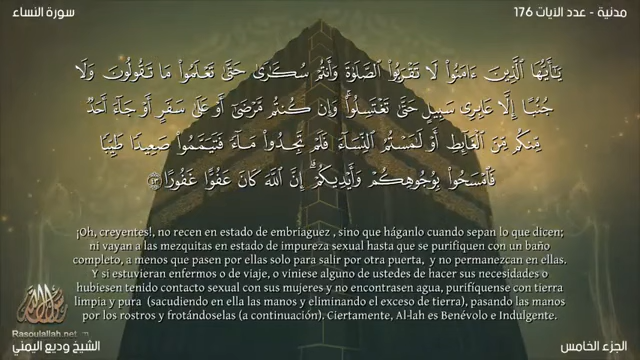 سورة النساء
مدنية - عدد الآيات 176
يَٰٓأَيُّهَا ٱلَّذِينَ ءَامَنُوا۟ لَا تَقْرَبُوا۟ ٱلصَّلَوٰةَ وَأَنتُمْ سُكَٰرَىٰ حَتَّىٰ تَعْلَمُوا۟ مَا تَقُولُونَ وَلَا
جُنُبًا إِلَّا عَابِرِى سَبِيلٍ حَتَّىٰ تَغْتَسِلُوا۟ وَإِن كُنتُم مَّرْضَىٰٓ أَوْ عَلَىٰ سَفَرٍ أَوْ جَآءَ أَحَدٌ
مِّنكُم مِّنَ ٱلْغَآئِطِ أَوْ لَٰمَسْتُمُ ٱلنِّسَآءَ فَلَمْ تَجِدُوا۟ مَآءً فَتَيَمَّمُوا۟ صَعِيدًا طَيِّبًا
فَٱمْسَحُوا۟ بِوُجُوهِكُمْ وَأَيْدِيكُمْ ۗ إِنَّ ٱللَّهَ كَانَ عَفُوًّا غَفُورًا ٤٣
¡Oh, creyentes!, no recen en estado de embriaguez , sino que háganlo cuando sepan lo que dicen;
ni vayan a las mezquitas en estado de impureza sexual hasta que se purifiquen con un baño
completo, a menos que pasen por ellas solo para salir por otra puerta,  y no permanezcan en ellas.
Y si estuvieran enfermos o de viaje, o viniese alguno de ustedes de hacer sus necesidades o
hubiesen tenido contacto sexual con sus mujeres y no encontrasen agua, purifíquense con tierra
limpia y pura  (sacudiendo en ella las manos y eliminando el exceso de tierra), pasando las manos
por los rostros y frotándoselas (a continuación). Ciertamente, Al-lah es Benévolo e Indulgente.
Rasoulallah.net
الشيخ وديع اليمني
الجزء الخامس